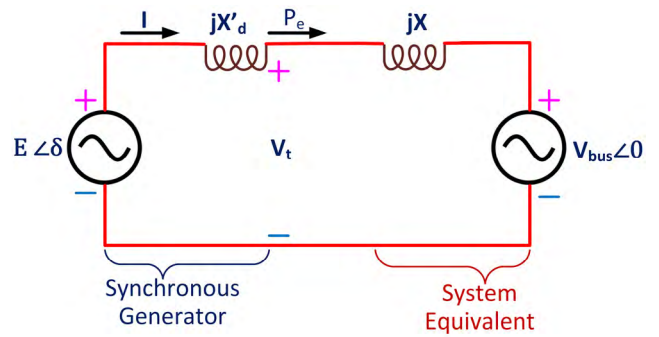 I
jX'd
Pe
jX
+
+
+
E ∠δ
Vt
Vbus∠0
−
−
−
Synchronous
Generator
System
Equivalent